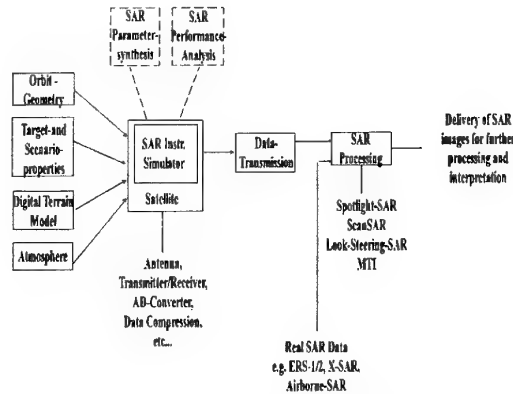 SAR
Parameter-
synthesis
SAR
Performance-
Analysis
Orbit -
Geometry
Target-and
Scenario-
properties
Digital Terrain
Model
Atmosphere
SAR Instr.
Simulator
Satellite
Antenna,
Transmitter/Receiver,
AD-Converter,
Data Compression,
etc...
Data-
Transmission
SAR
Processing
Spotlight-SAR
ScanSAR
Look-Steering-SAR
MTI
Real SAR Data
e.g. ERS-1/2, X-SAR,
Airborne-SAR
Delivery of SAR
images for further
processing and
interpretation